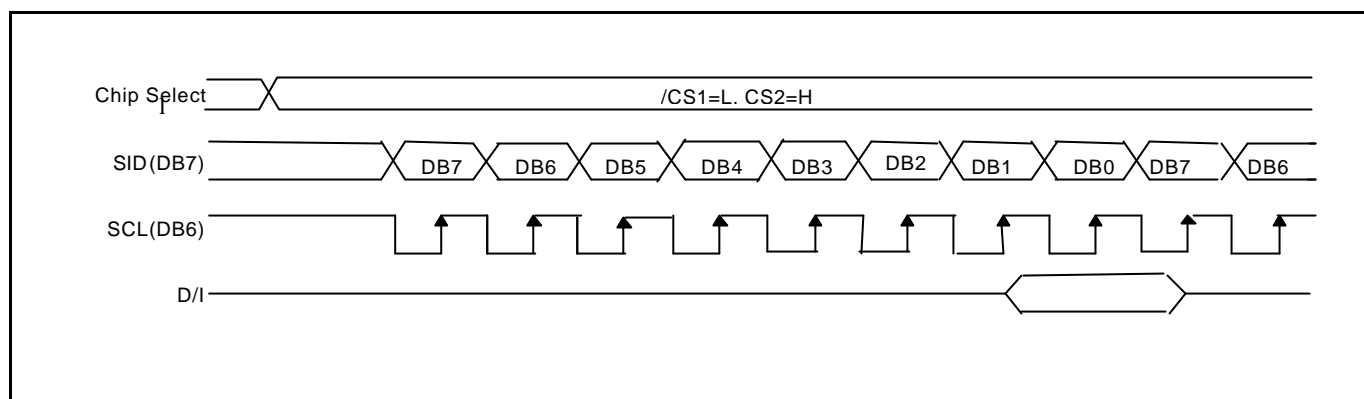 Chip Select
/CS1=L. CS2=H
SID(DB7)
DB7 DB6 DB5 DB4 DB3 DB2 DB1 DB0 DB7 DB6
SCL(DB6)
D/I